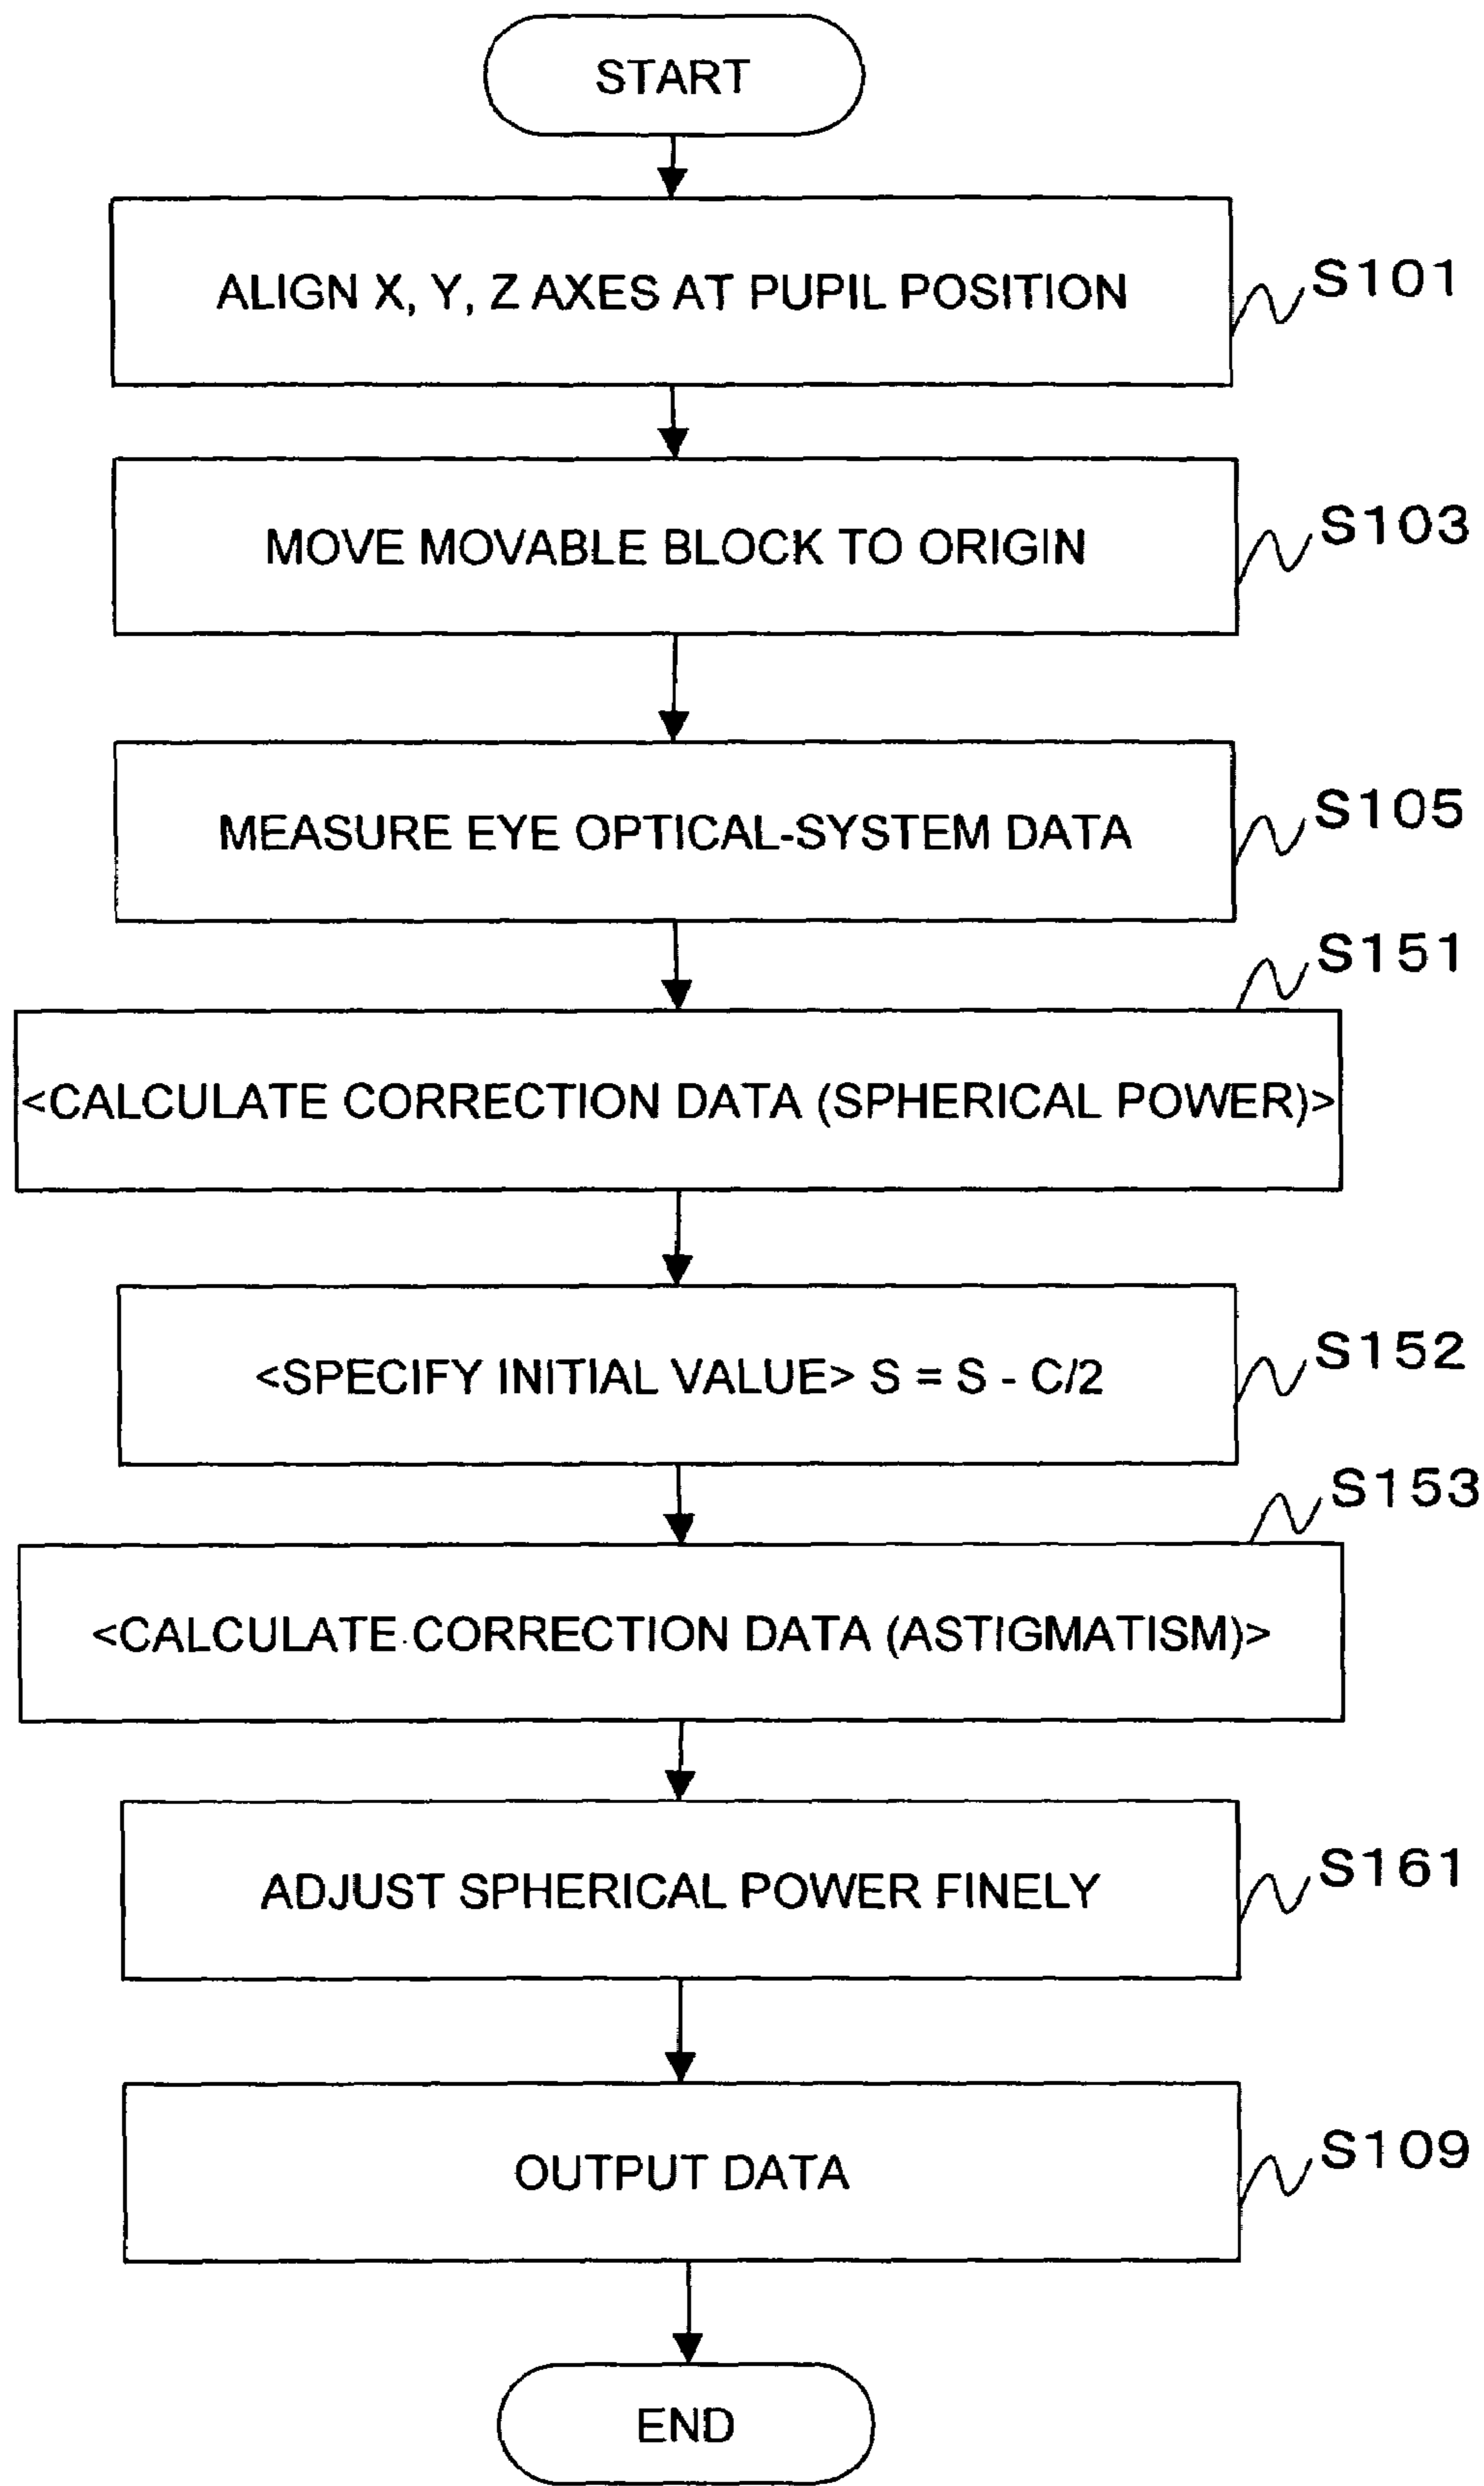 START
ALIGN X, Y, Z AXES AT PUPIL POSITION
S101
MOVE MOVABLE BLOCK TO ORIGIN
S103
MEASURE EYE OPTICAL-SYSTEM DATA
S105
S151
<CALCULATE CORRECTION DATA (SPHERICAL POWER)>
<SPECIFY INITIAL VALUE> S = S - C/2
S152
S153
<CALCULATE CORRECTION DATA (ASTIGMATISM)>
ADJUST SPHERICAL POWER FINELY
S161
OUTPUT DATA
S109
END